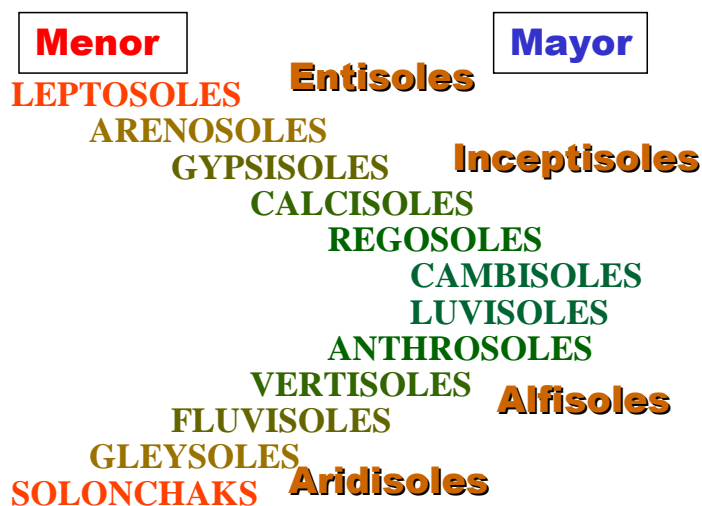 Menor
Mayor
Entisoles
LEPTOSOLES
ARENOSOLES
Inceptisoles
GYPSISOLES
CALCISOLES
REGOSOLES
CAMBISOLES
LUVISOLES
ANTHROSOLES
VERTISOLES
Alfisoles
FLUVISOLES
GLEYSOLES
Aridisoles
SOLONCHAKS